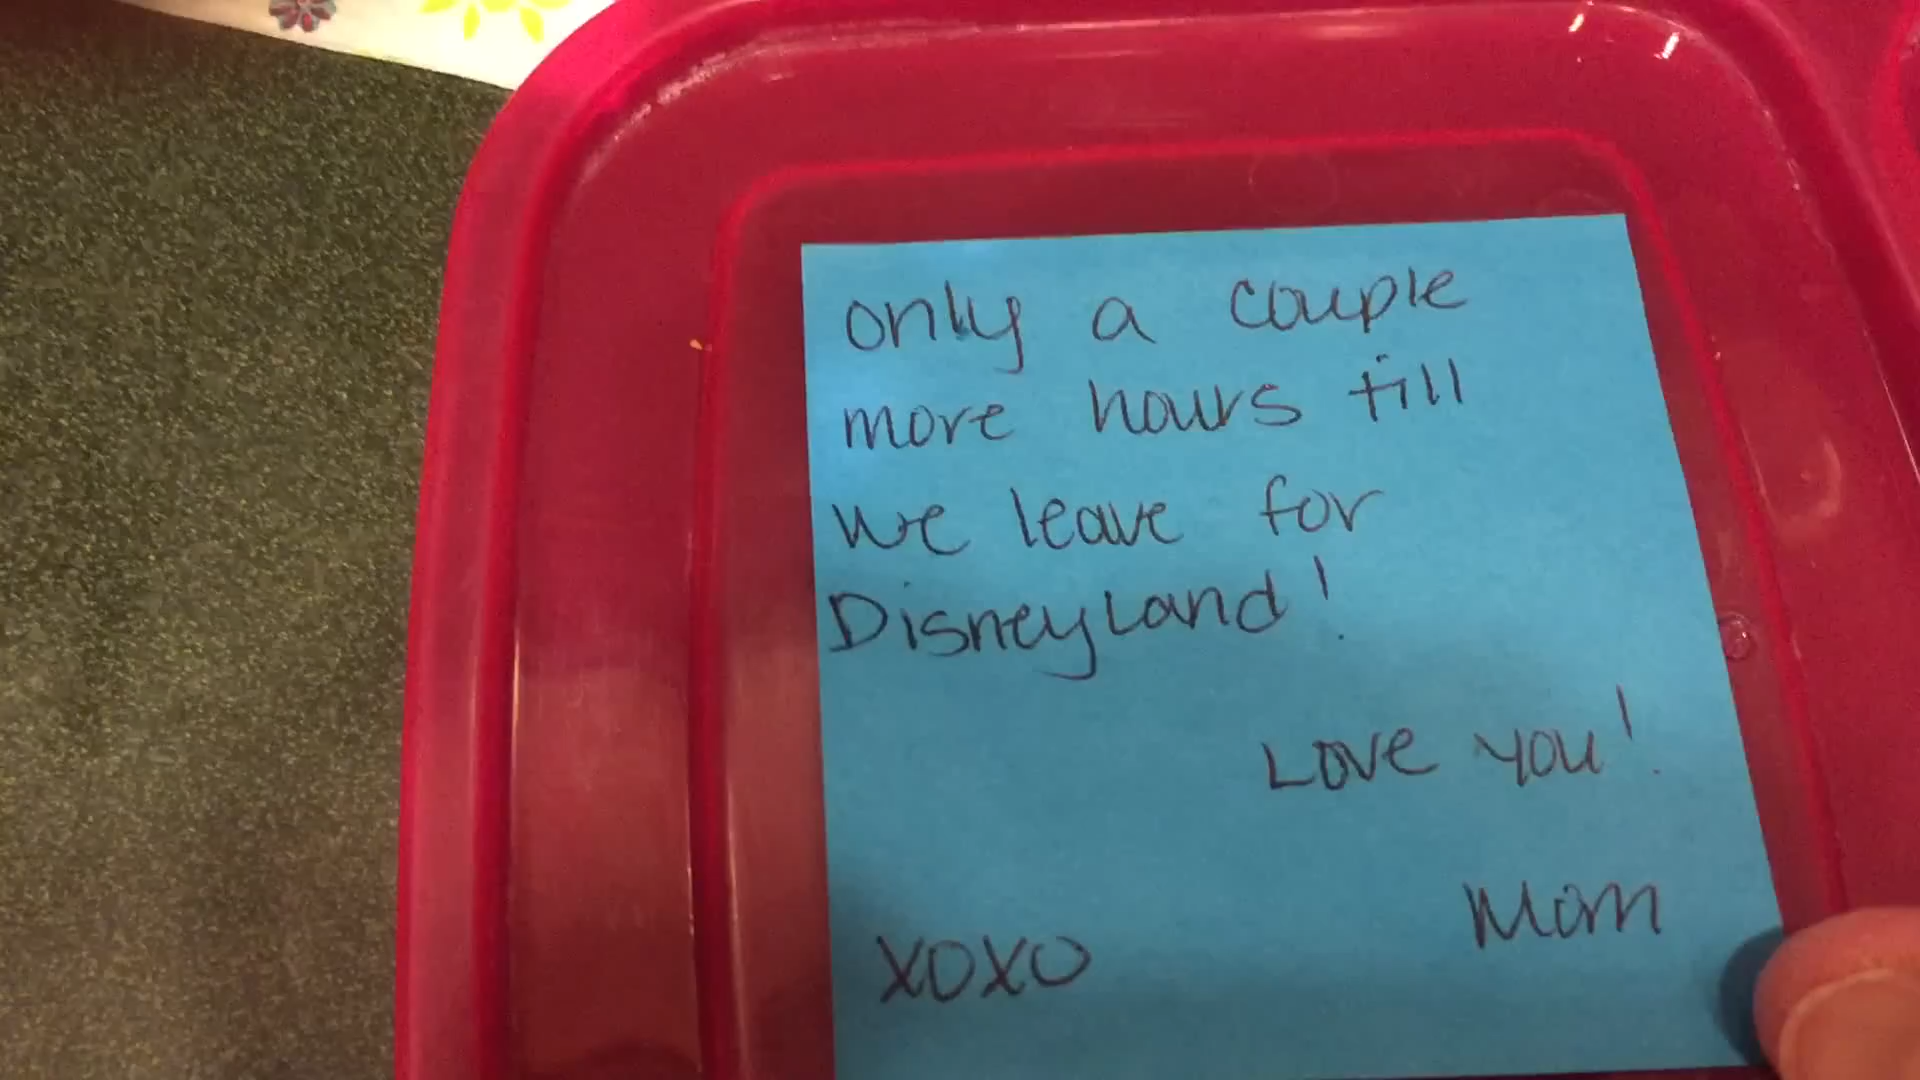 only a couple
more hours till
we leave for
Disneyland!
Love you!
Mom
XOXO